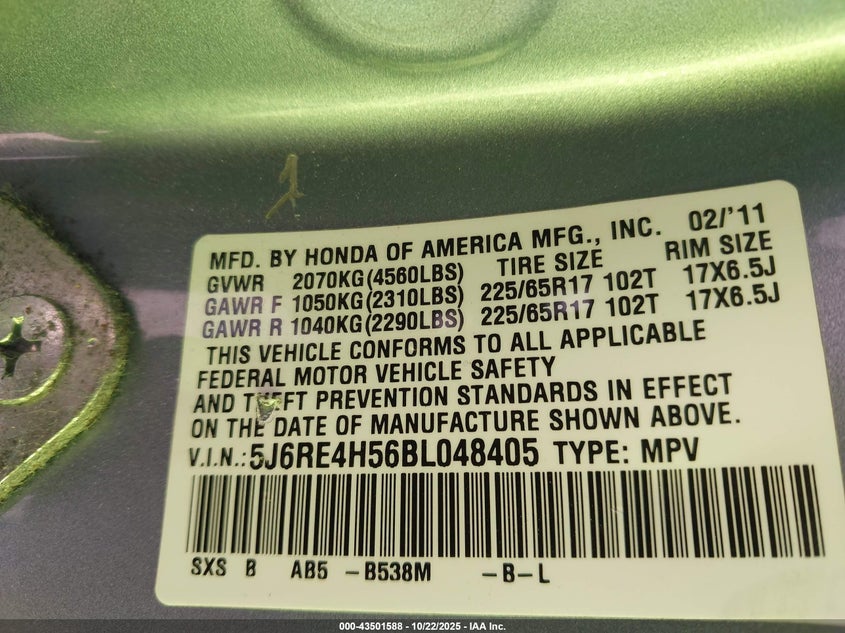 MFD. BY HONDA OF AMERICA MFG., INC. 02/'11
GVWR 2070KG(4560LBS) TIRE SIZE RIM SIZE
GAWR F 1050KG(2310LBS) 225/65R17 102T 17X6.5J
GAWR R 1040KG(2290LBS) 225/65R17 102T 17X6.5J
THIS VEHICLE CONFORMS TO ALL APPLICABLE
FEDERAL MOTOR VEHICLE SAFETY
AND THEFT PREVENTION STANDARDS IN EFFECT
ON THE DATE OF MANUFACTURE SHOWN ABOVE.
V.I.N.:5J6RE4H56BL048405 TYPE: MPV
SXS B AB5 -B538M -B-L
000-43501588 - 10/22/2025 - IAA Inc.